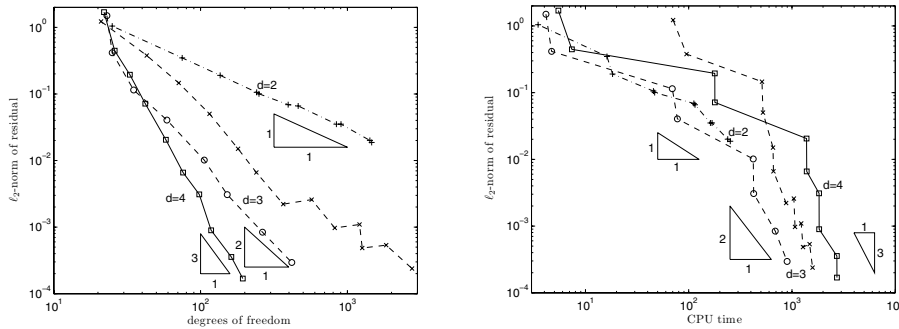 10^0
10^-1
10^-2
10^-3
10^-4
ℓ2-norm of residual
d=2
1
1
d=4
d=3
3
1
2
1
10^1
10^2
10^3
degrees of freedom
10^0
10^-1
10^-2
10^-3
10^-4
ℓ2-norm of residual
d=2
1
1
d=4
2
1
d=3
1
3
10^1
10^2
10^3
10^4
CPU time